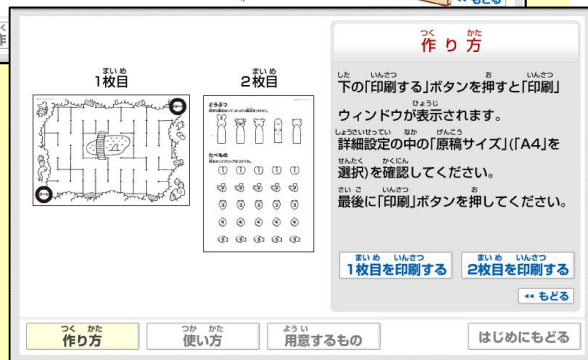 もどる
作り方
1枚目
2枚目
どうぶつ
たべもの
下の「印刷する」ボタンを押すと「印刷」
ウィンドウが表示されます。
詳細設定の中の「原稿サイズ」(「A4」を
選択)を確認してください。
最後に「印刷」ボタンを押してください。
1枚目を印刷する
2枚目を印刷する
もどる
作り方
使い方
用意するもの
はじめにもどる